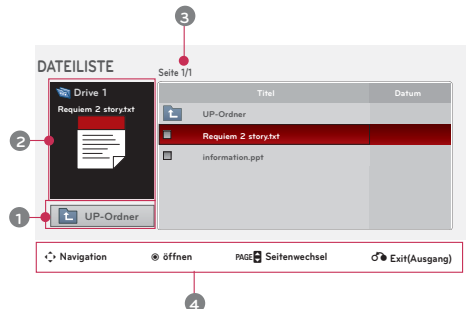 3
DATEILISTE
Seite 1/1
Drive 1
Requiem 2 story.txt
2
1
UP-Ordner
Titel Datum
UP-Ordner
Requiem 2 story.txt
information.ppt
Navigation öffnen PAGE Seitenwechsel Exit(Ausgang)
4